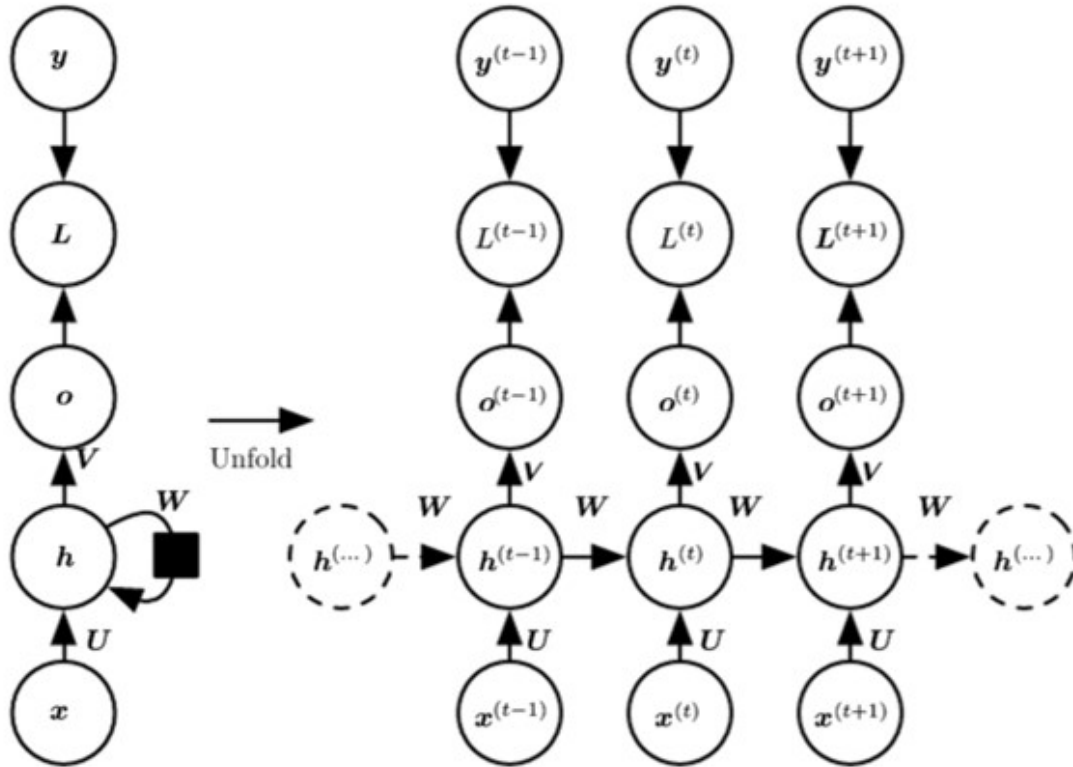 y y^(t−1) y^(t) y^(t+1)
L L^(t−1) L^(t) L^(t+1)
o o^(t−1) o^(t) o^(t+1)
Unfold
V V V V
W W W W W
h h^(...) h^(t−1) h^(t) h^(t+1) h^(...)
U U U U
x x^(t−1) x^(t) x^(t+1)